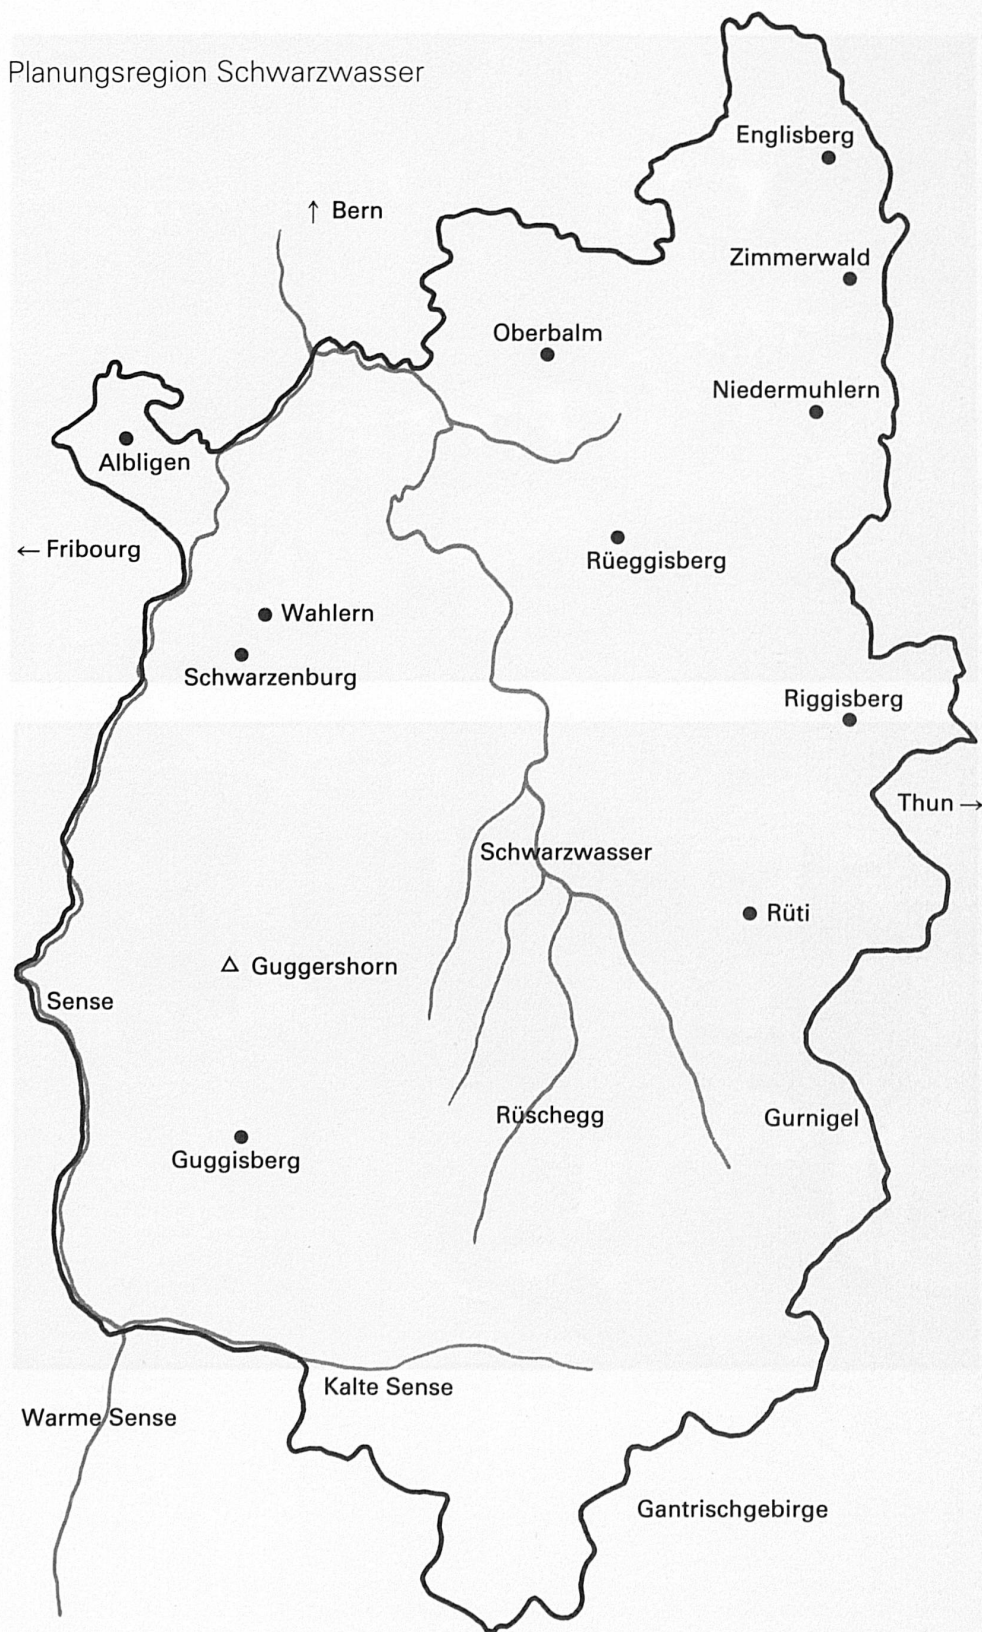 Planungsregion Schwarzwasser
Englisberg
↑ Bern
Zimmerwald
Oberbalm
Niedermuhlern
Albligen
← Fribourg
Rüeggisberg
Wahlern
Schwarzenburg
Riggisberg
Thun →
Schwarzwasser
Rüti
Guggershorn
Sense
Rüschegg
Gurnigel
Guggisberg
Kalte Sense
Warme Sense
Gantrischgebirge